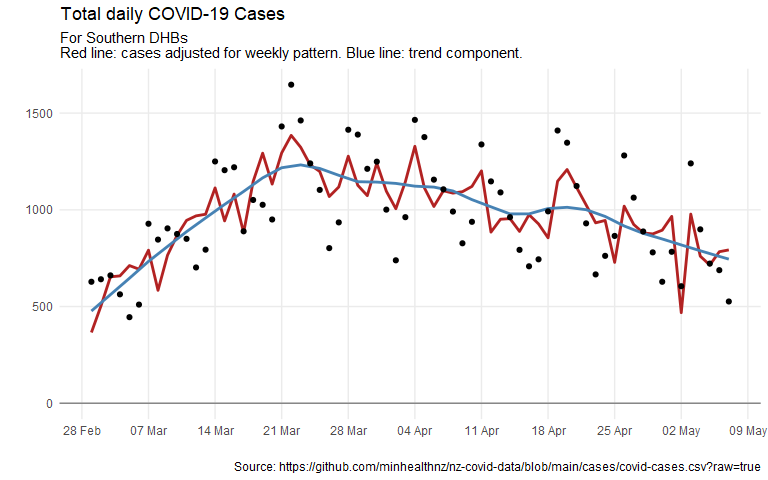 Total daily COVID-19 Cases
For Southern DHBs
Red line: cases adjusted for weekly pattern. Blue line: trend component.
1500
1000
500
0
28 Feb 07 Mar 14 Mar 21 Mar 28 Mar 04 Apr 11 Apr 18 Apr 25 Apr 02 May 09 May
Source: https://github.com/minhealthnz/nz-covid-data/blob/main/cases/covid-cases.csv?raw=true